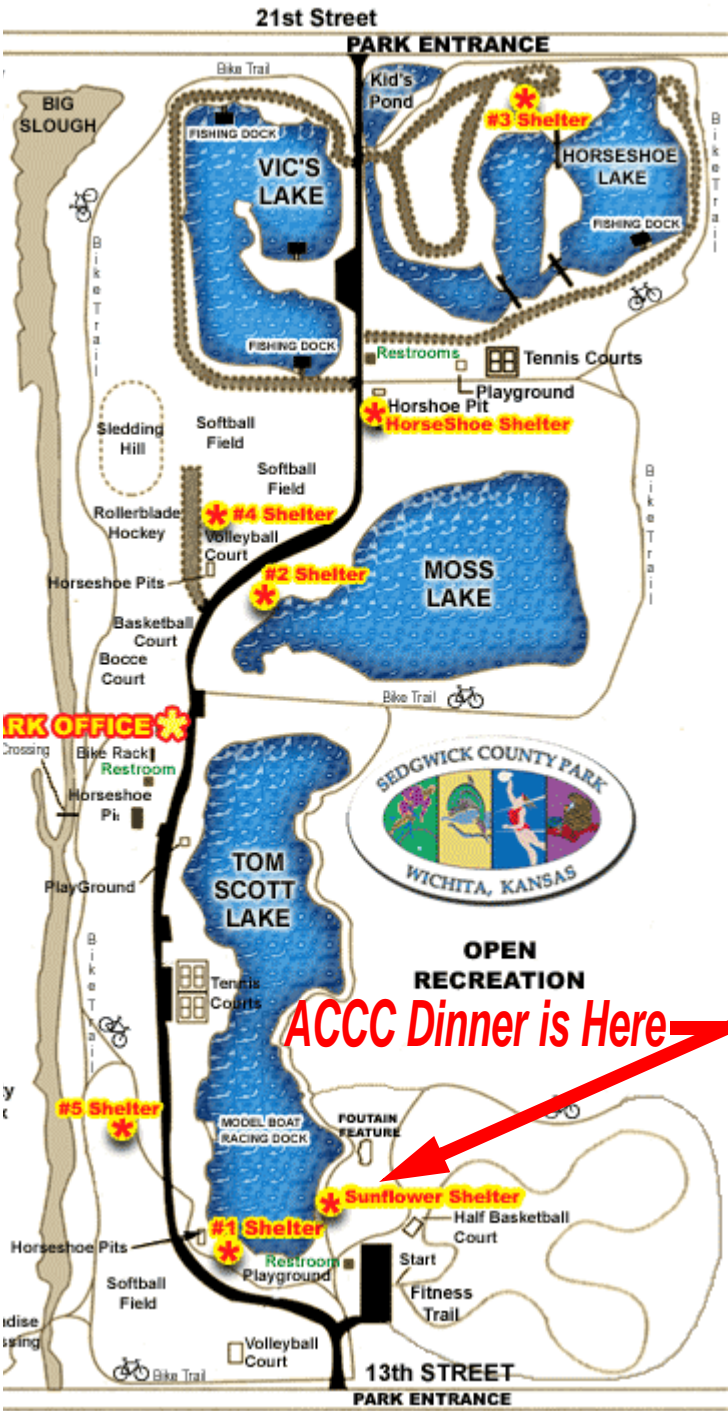 21st Street
PARK ENTRANCE
Bike Trail
Kid's
Pond
BIG
SLOUGH
#3 Shelter
FISHING DOCK
VIC'S
LAKE
HORSESHOE
LAKE
Bike Trail
FISHING DOCK
Bike Trail
FISHING DOCK
Restrooms
Tennis Courts
Playground
Horshoe Pit
HorseShoe Shelter
Sledding
Hill
Softball
Field
Softball
Field
Bike Trail
Rollerblade
Hockey
#4 Shelter
Volleyball
Court
Horseshoe Pits
#2 Shelter
MOSS
LAKE
Basketball
Court
Bocce
Court
Bike Trail
ARK OFFICE
Crossing
Bike Rack
Restroom
Horseshoe
Pi
SEDGWICK COUNTY PARK
WICHITA, KANSAS
PlayGround
TOM
SCOTT
LAKE
OPEN
RECREATION
Bike Trail
Tennis
Courts
ACCC Dinner is Here
#5 Shelter
MODEL BOAT
RACING DOCK
FOUTAIN
FEATURE
Sunflower Shelter
Half Basketball
Court
#1 Shelter
Horseshoe Pits
Restroom
Playground
Start
Fitness
Trail
Softball
Field
adise
ssing
Volleyball
Court
Bike Trail
13th STREET
PARK ENTRANCE